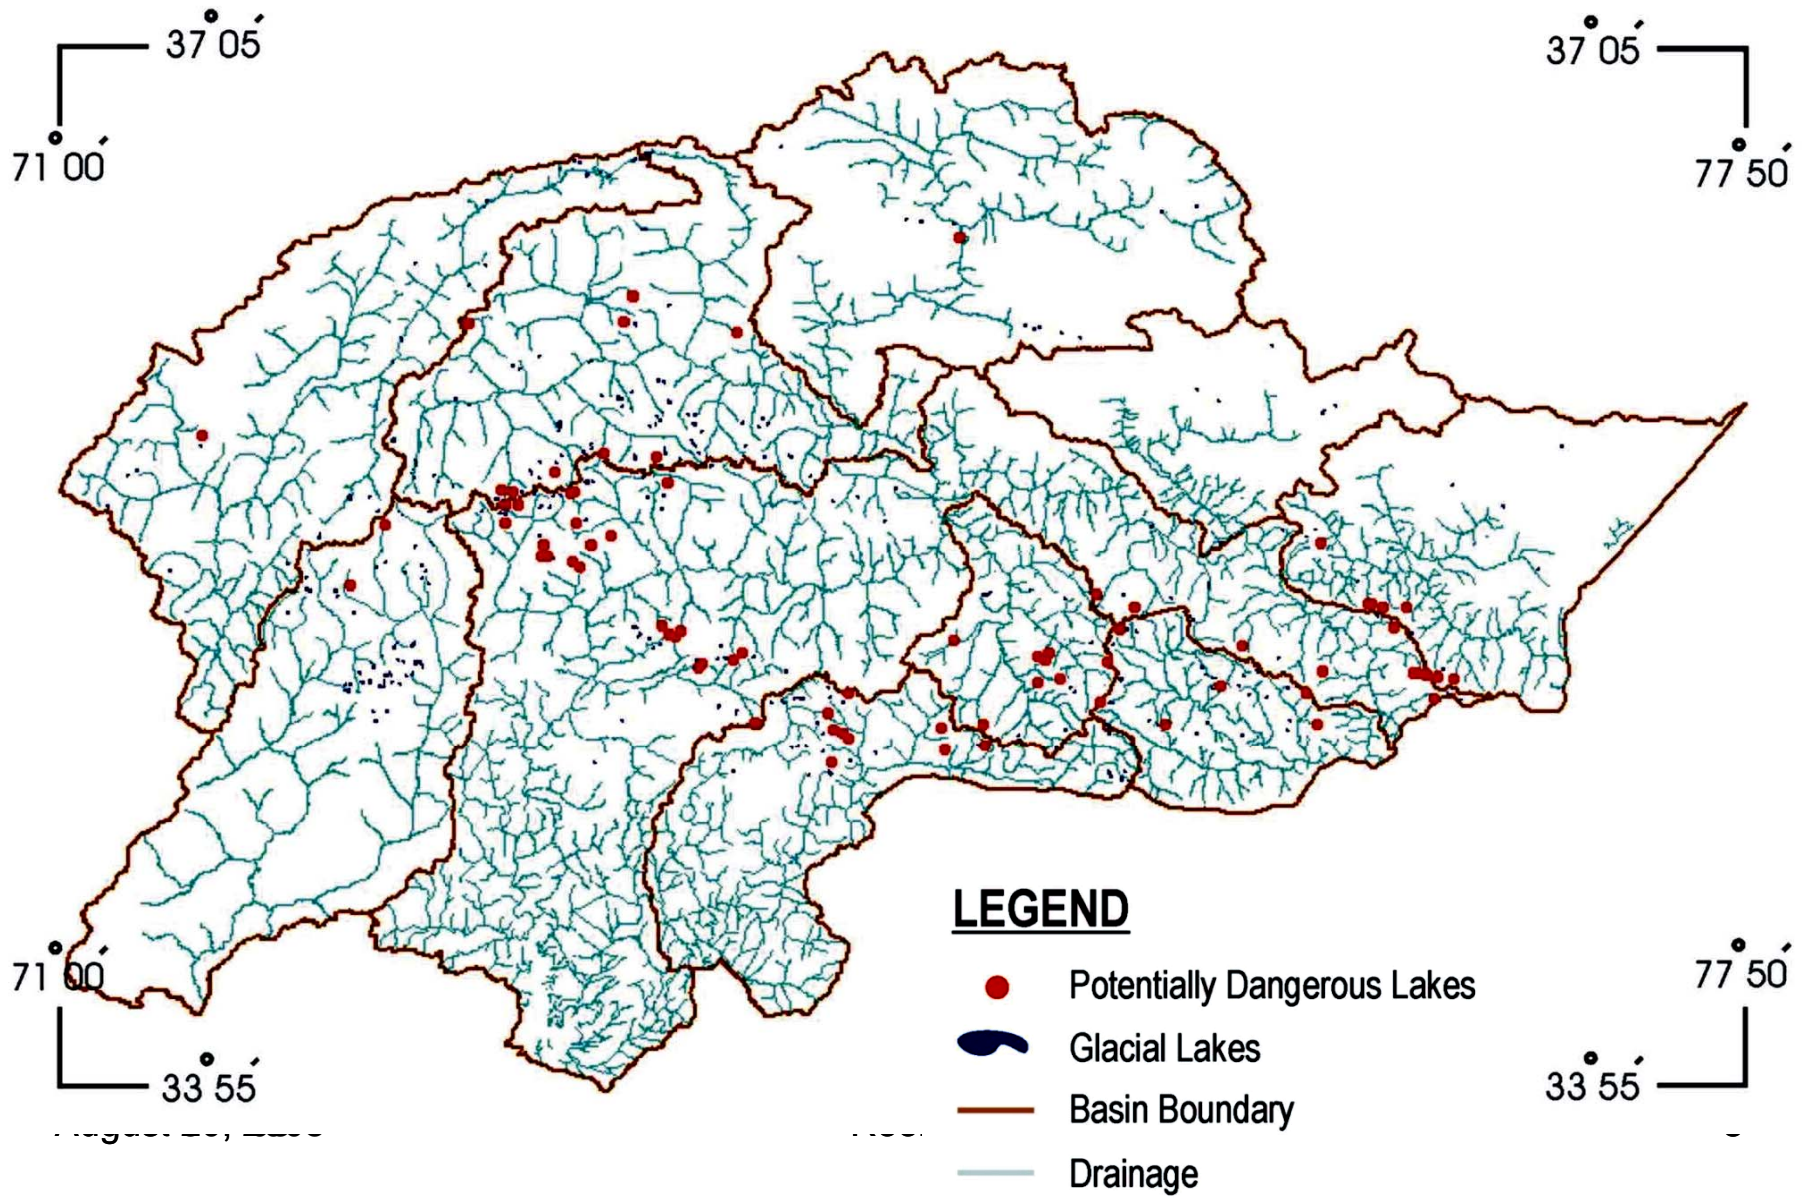 37° 05′
37° 05′
71° 00′
77° 50′
LEGEND
Potentially Dangerous Lakes
Glacial Lakes
Basin Boundary
Drainage
71° 00′
77° 50′
33° 55′
33° 55′
August